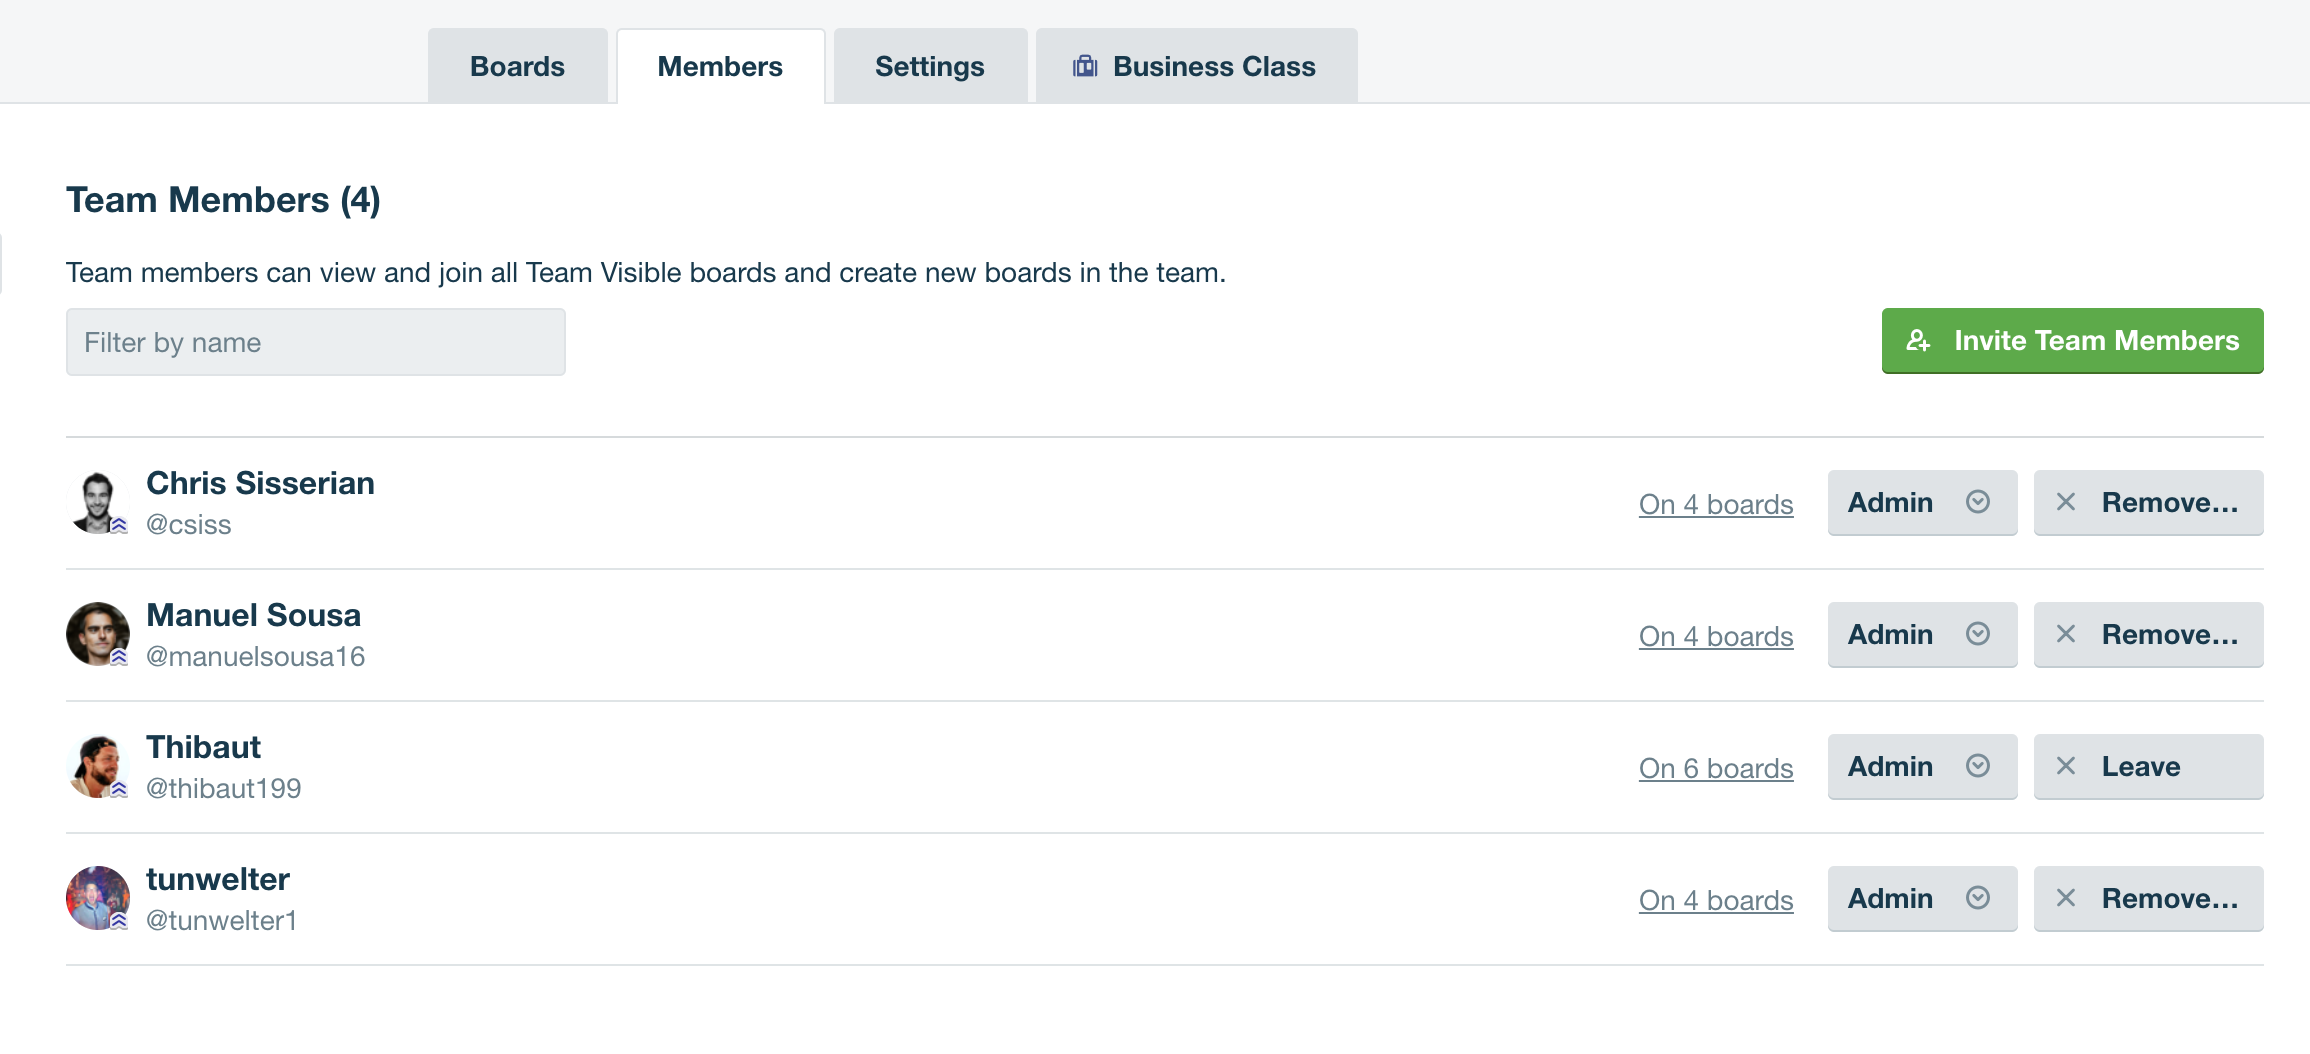 Boards Members Settings Business Class
Team Members (4)
Team members can view and join all Team Visible boards and create new boards in the team.
Filter by name
Invite Team Members
Chris Sisserian
@csiss
On 4 boards Admin Remove...
Manuel Sousa
@manuelsousa16
On 4 boards Admin Remove...
Thibaut
@thibaut199
On 6 boards Admin Leave
tunwelter
@tunwelter1
On 4 boards Admin Remove...